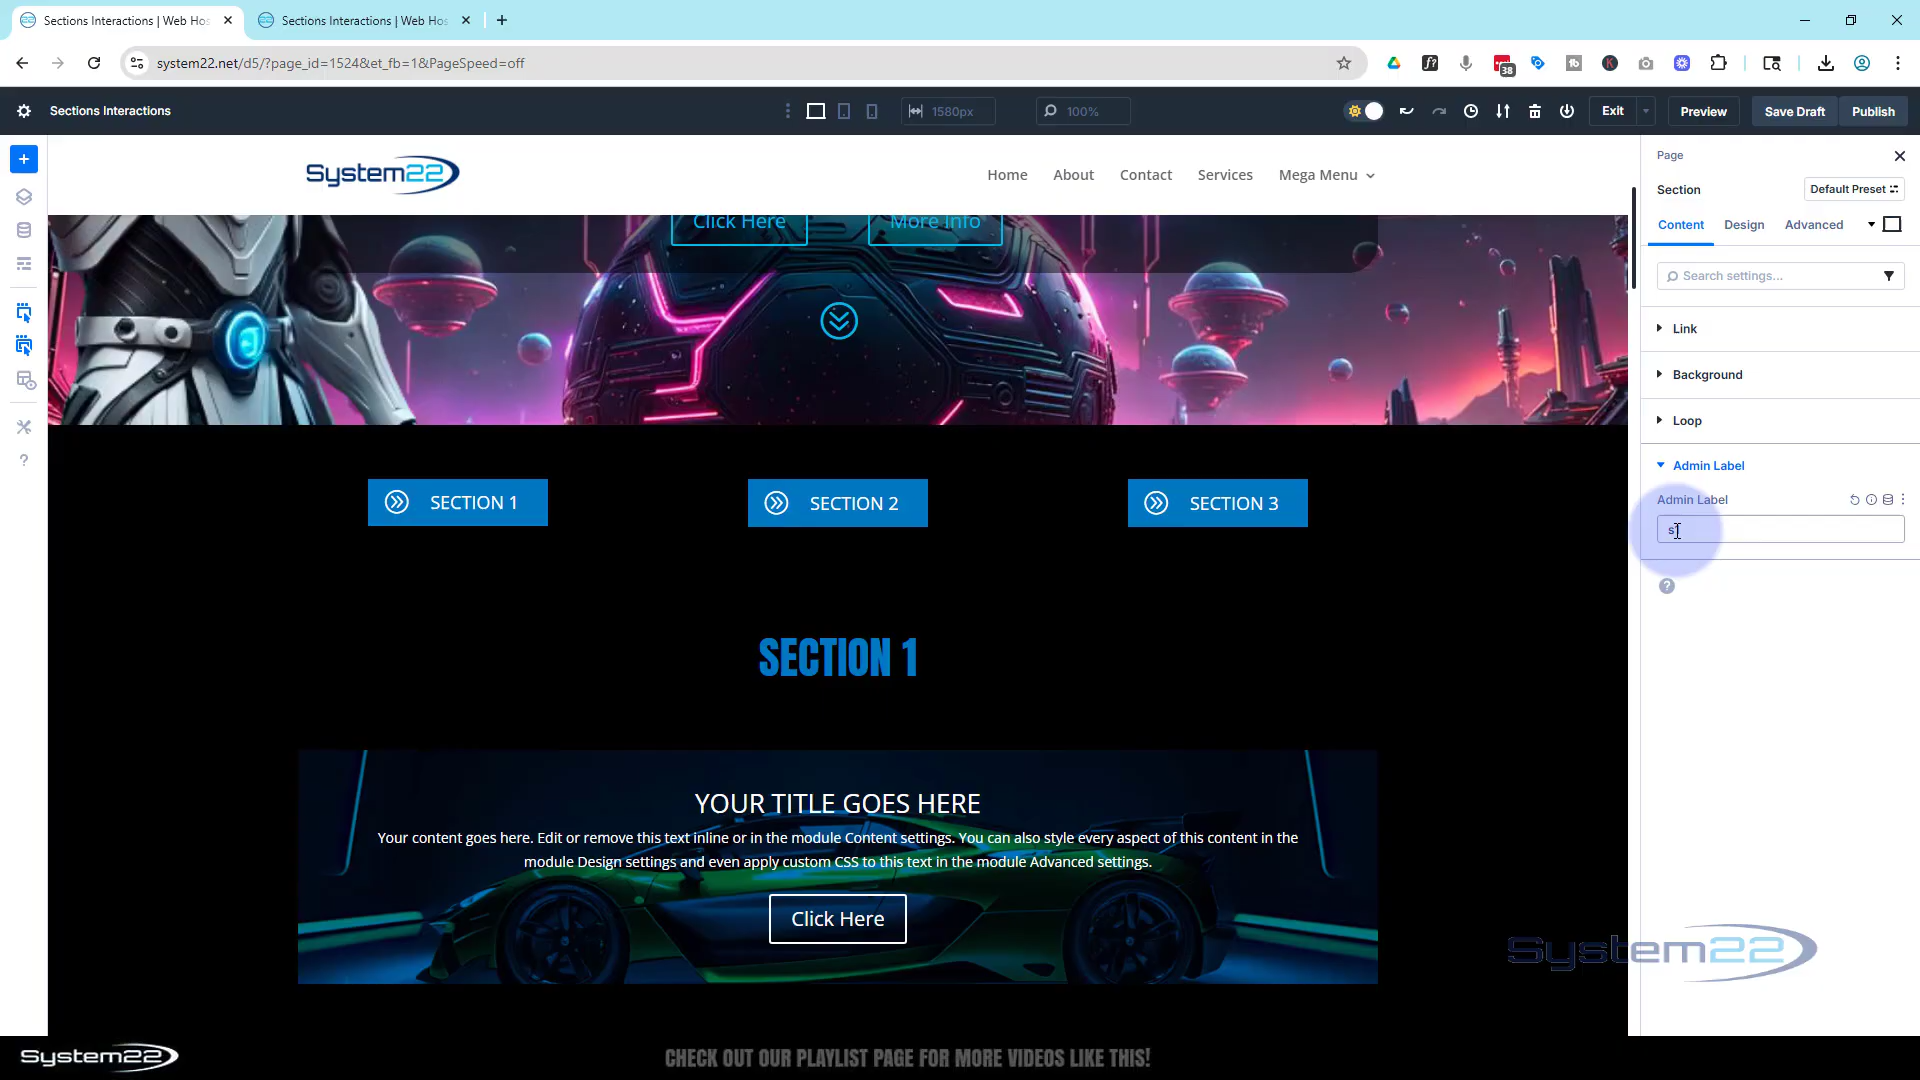 Sections Interactions | Web Hos
Sections Interactions | Web Hos
system22.net/d5/?page_id=1524&et_fb=1&PageSpeed=off
38
Sections Interactions
1580px
100%
Exit
Preview
Save Draft
Publish
System22
Home
About
Contact
Services
Mega Menu
Click Here
More Info
SECTION 1
SECTION 2
SECTION 3
SECTION 1
YOUR TITLE GOES HERE
Your content goes here. Edit or remove this text inline or in the module Content settings. You can also style every aspect of this content in the
module Design settings and even apply custom CSS to this text in the module Advanced settings.
Click Here
Page
Section
Default Preset
Content
Design
Advanced
Search settings...
Link
Background
Loop
Admin Label
Admin Label
System22
System22
CHECK OUT OUR PLAYLIST PAGE FOR MORE VIDEOS LIKE THIS!